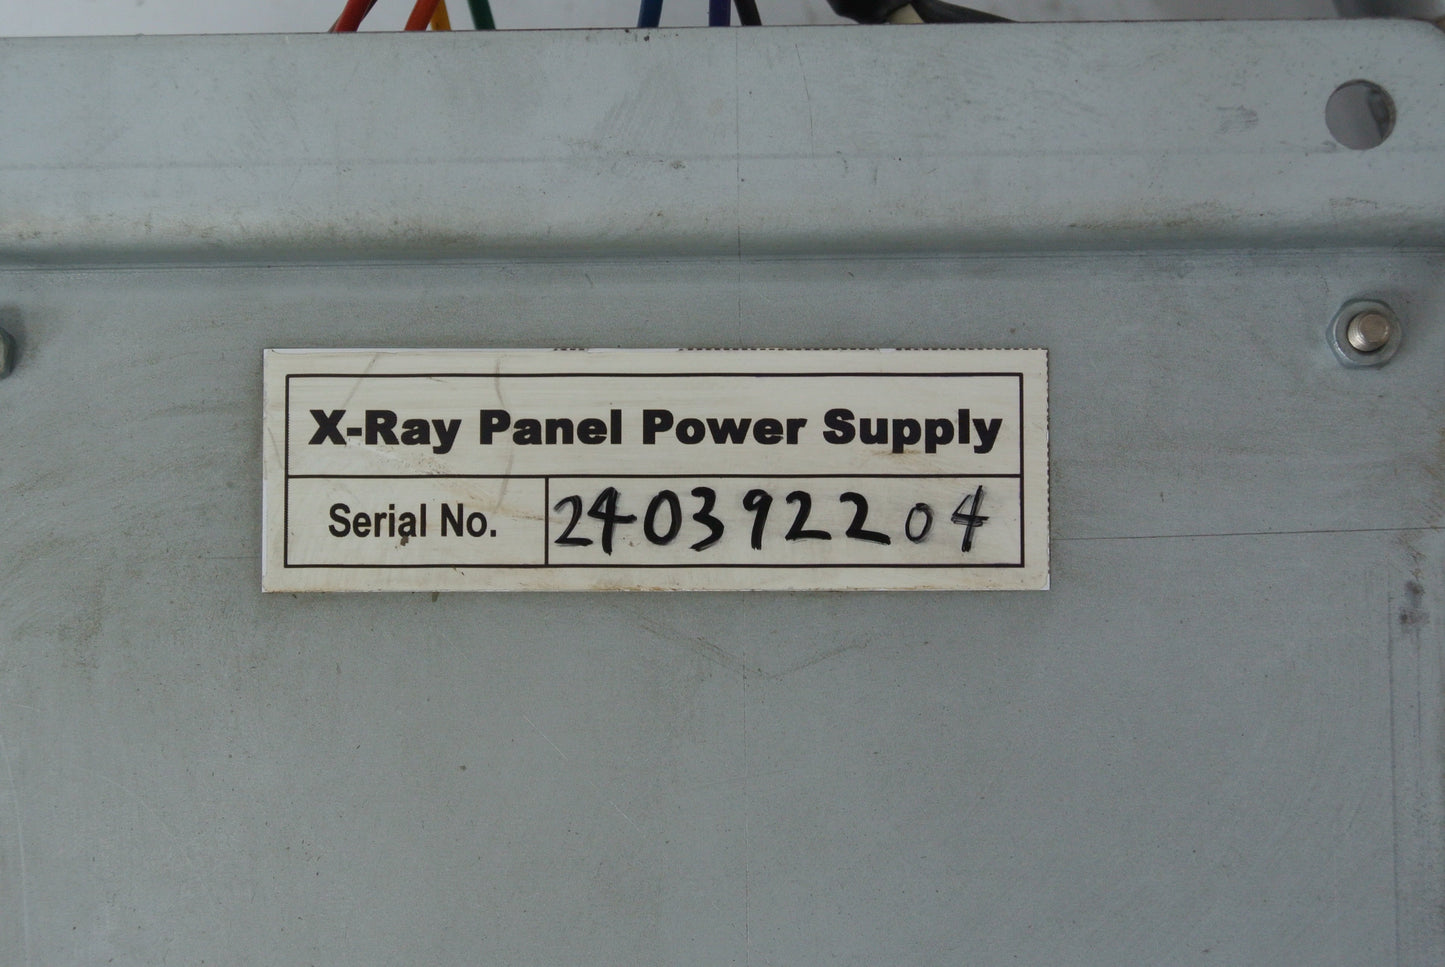 X-Ray Panel Power Supply
Serial No. 240392204